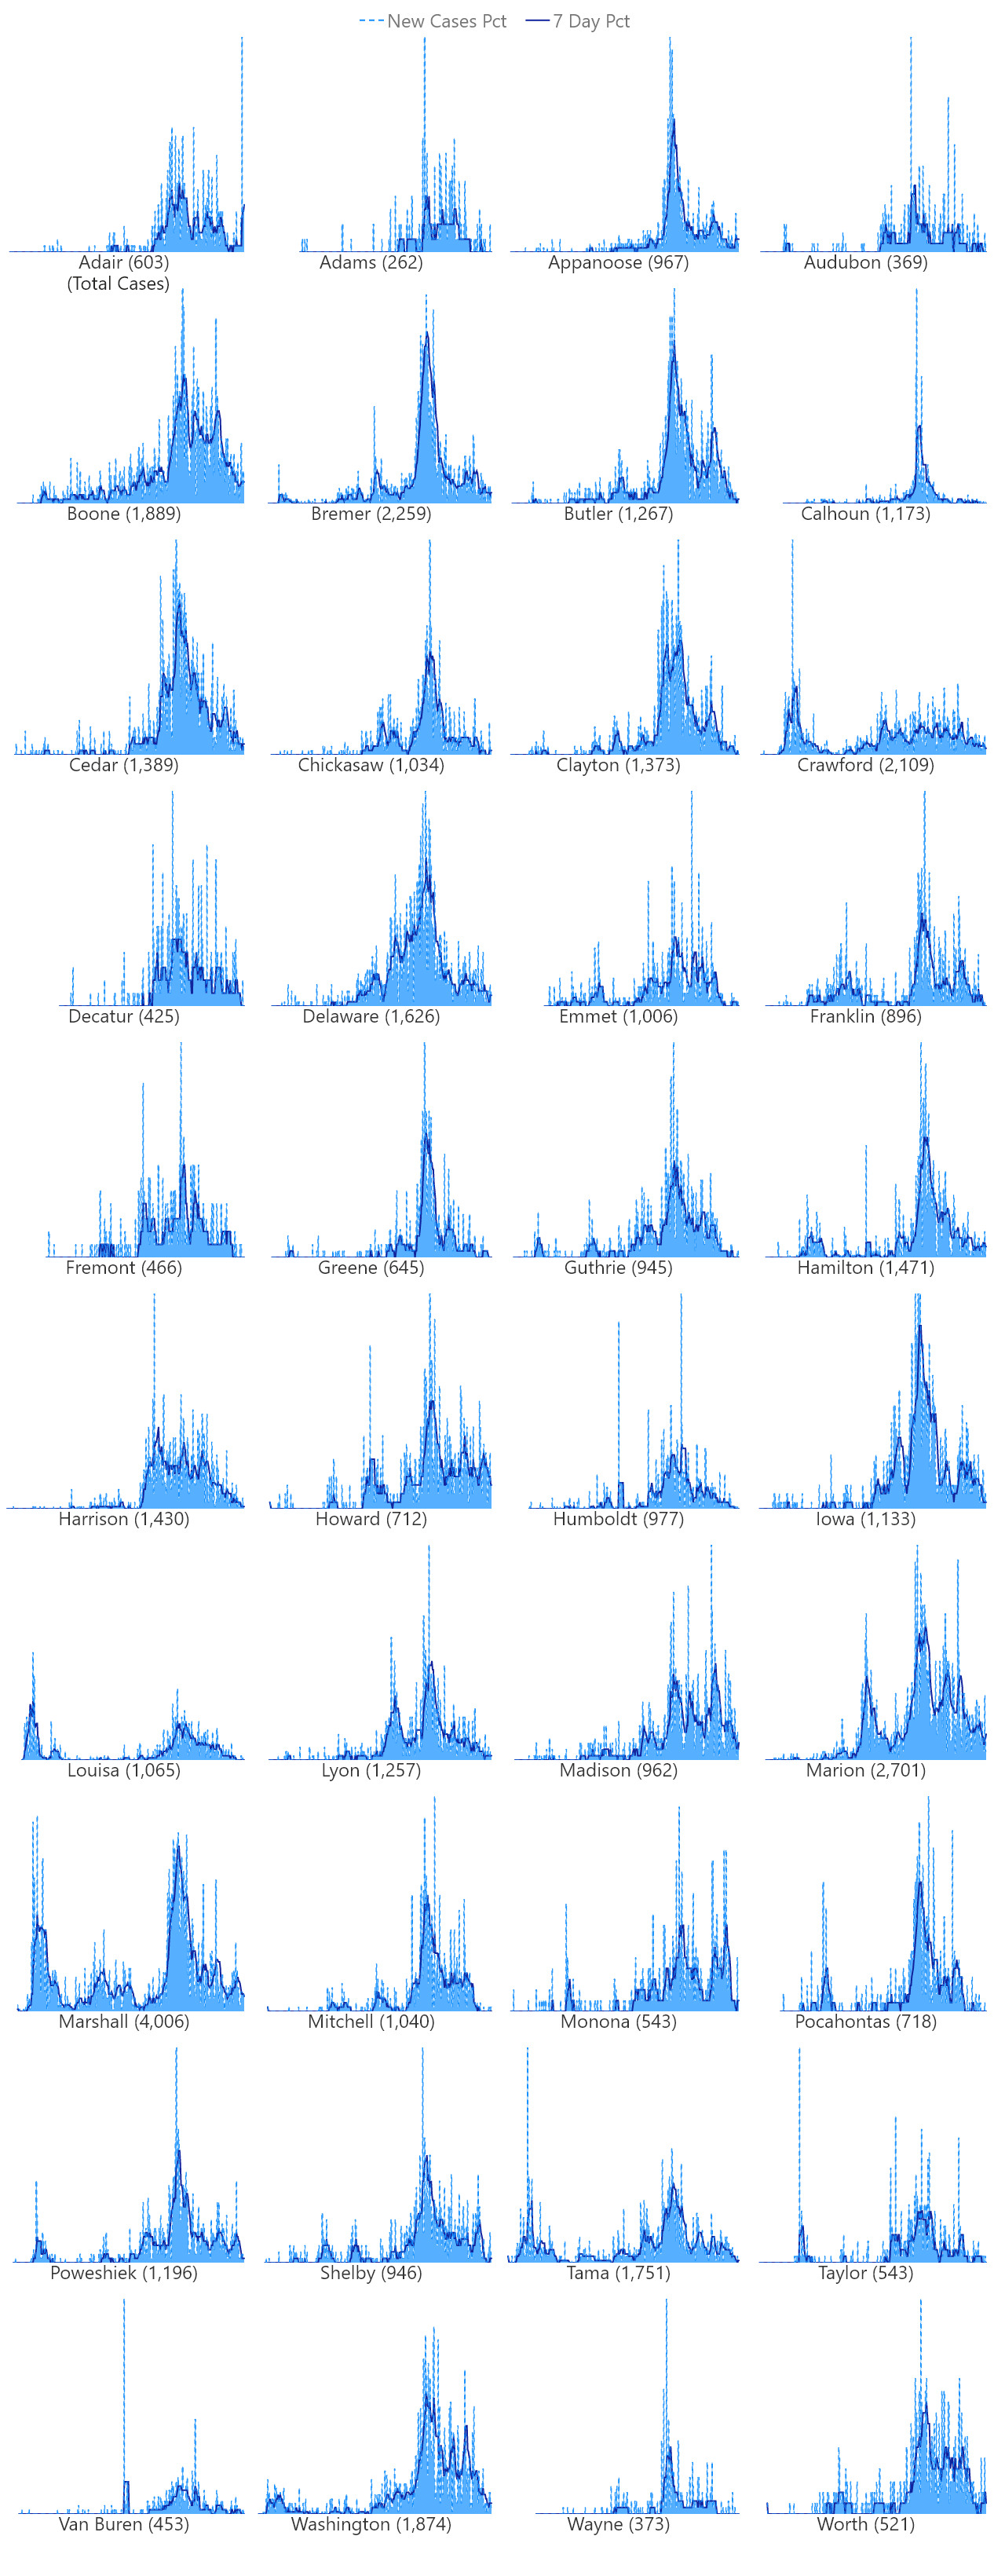 New Cases Pct 7 Day Pct
Adair (603) Adams (262) Appanoose (967) Audubon (369)
(Total Cases)
Boone (1,889) Bremer (2,259) Butler (1,267) Calhoun (1,173)
Cedar (1,389) Chickasaw (1,034) Clayton (1,373) Crawford (2,109)
Decatur (425) Delaware (1,626) Emmet (1,006) Franklin (896)
Fremont (466) Greene (645) Guthrie (945) Hamilton (1,471)
Harrison (1,430) Howard (712) Humboldt (977) Iowa (1,133)
Louisa (1,065) Lyon (1,257) Madison (962) Marion (2,701)
Marshall (4,006) Mitchell (1,040) Monona (543) Pocahontas (718)
Poweshiek (1,196) Shelby (946) Tama (1,751) Taylor (543)
Van Buren (453) Washington (1,874) Wayne (373) Worth (521)